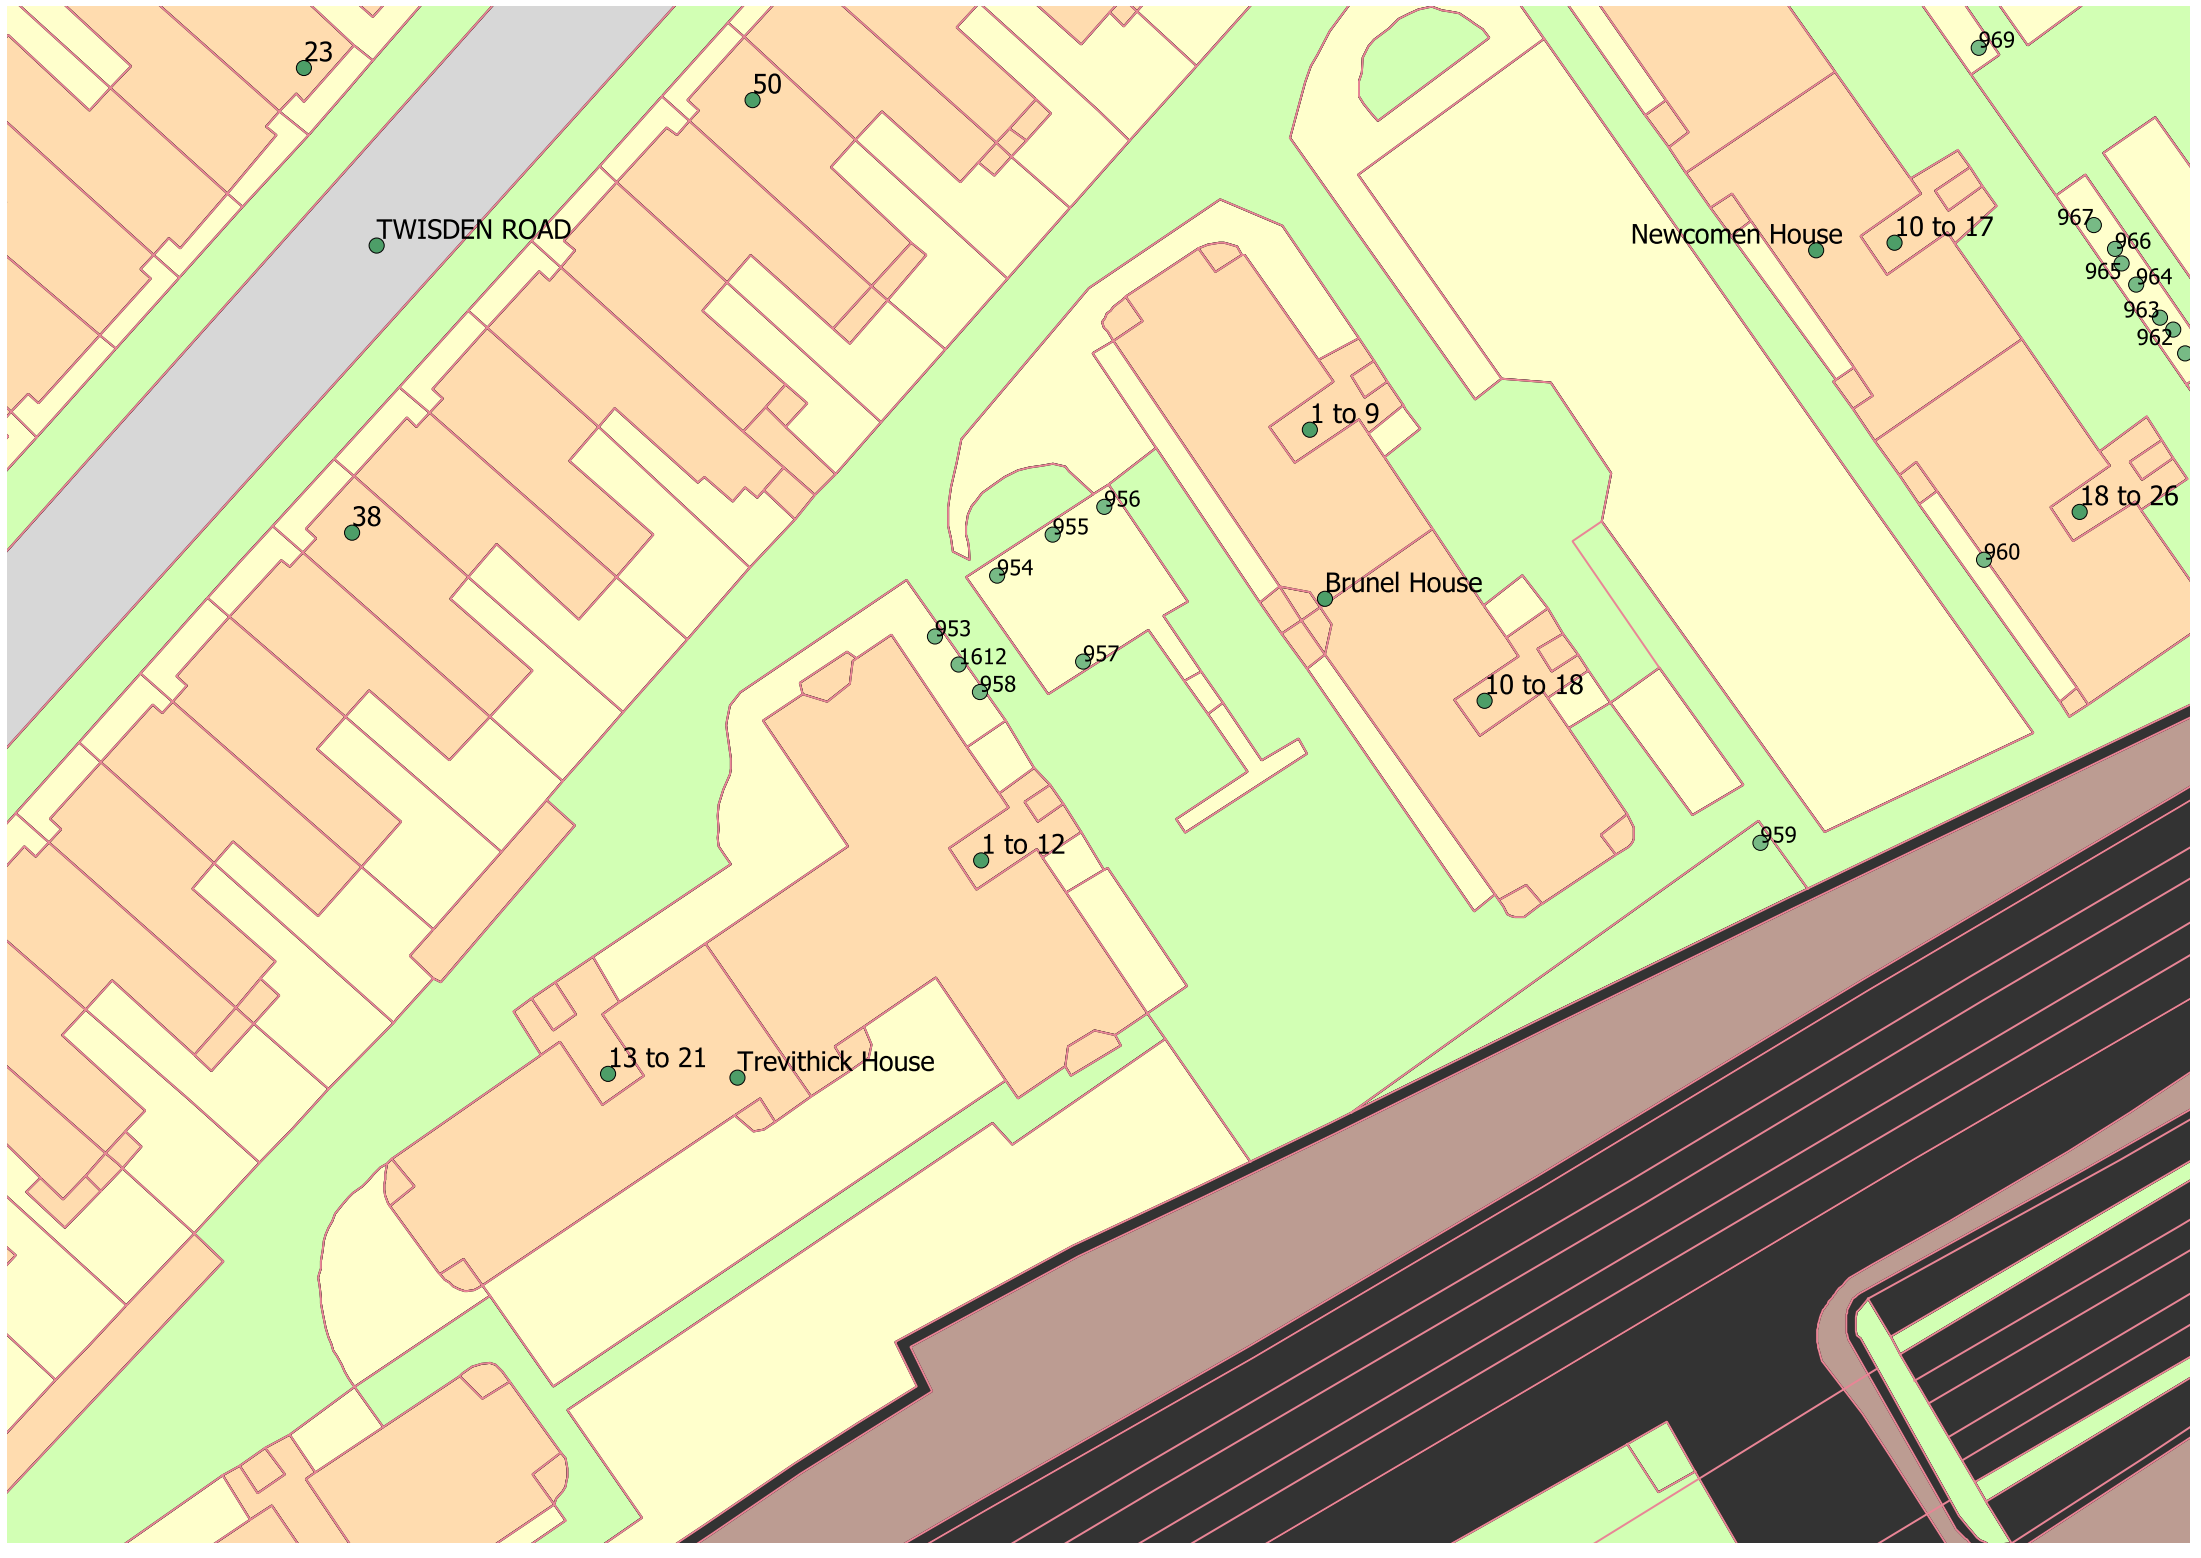 23
969
50
TWISDEN ROAD
967
10 to 17
Newcomen House
966
965
964
963
962
1 to 9
18 to 26
956
38
955
960
954
Brunel House
953
1612
957
958
10 to 18
959
1 to 12
13 to 21
Trevithick House